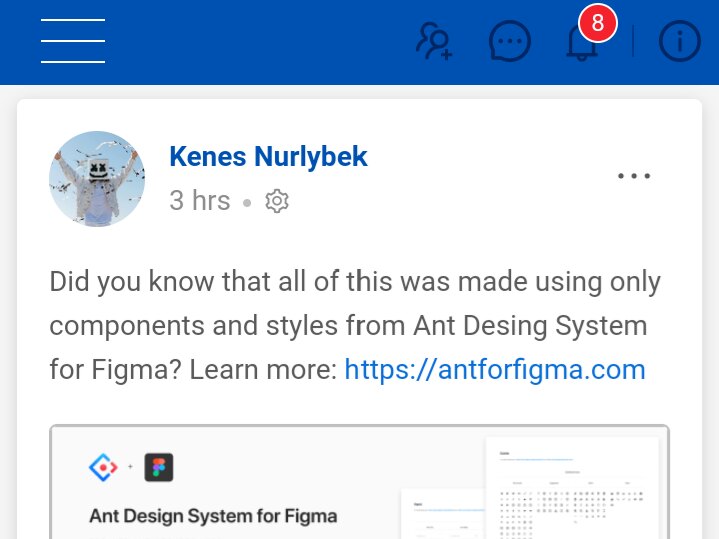 8
Kenes Nurlybek
3 hrs
Did you know that all of this was made using only
components and styles from Ant Desing System
for Figma? Learn more: https://antforfigma.com
Ant Design System for Figma